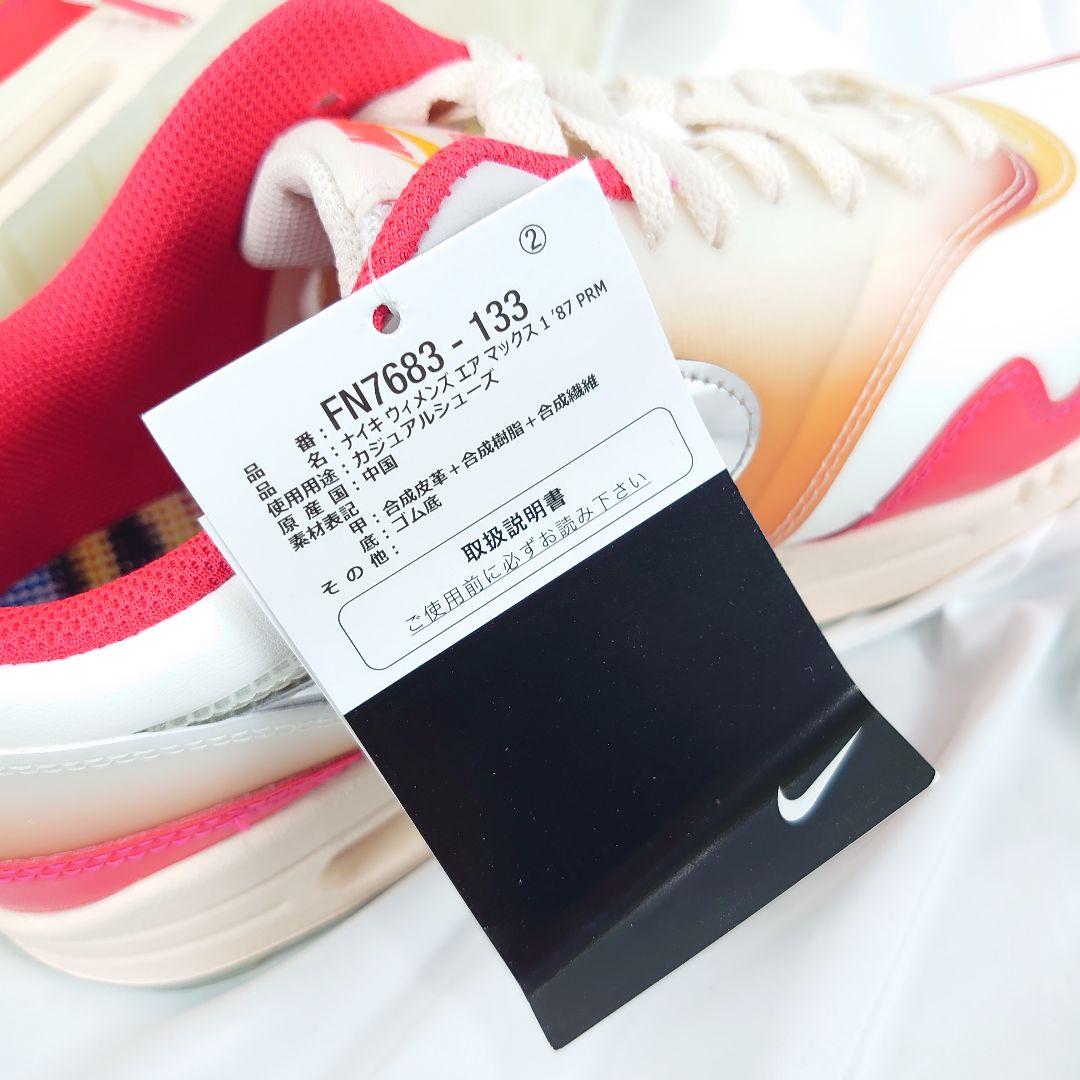 ②
品番：FN7683 - 133
品名：ナイキ ウィメンズ エア マックス 1 '87 PRM
使用用途：カジュアルシューズ
原産国：中国
素材表記　甲：合成皮革＋合成樹脂＋合成繊維
底：ゴム底
その他：
取扱説明書
ご使用前に必ずお読み下さい